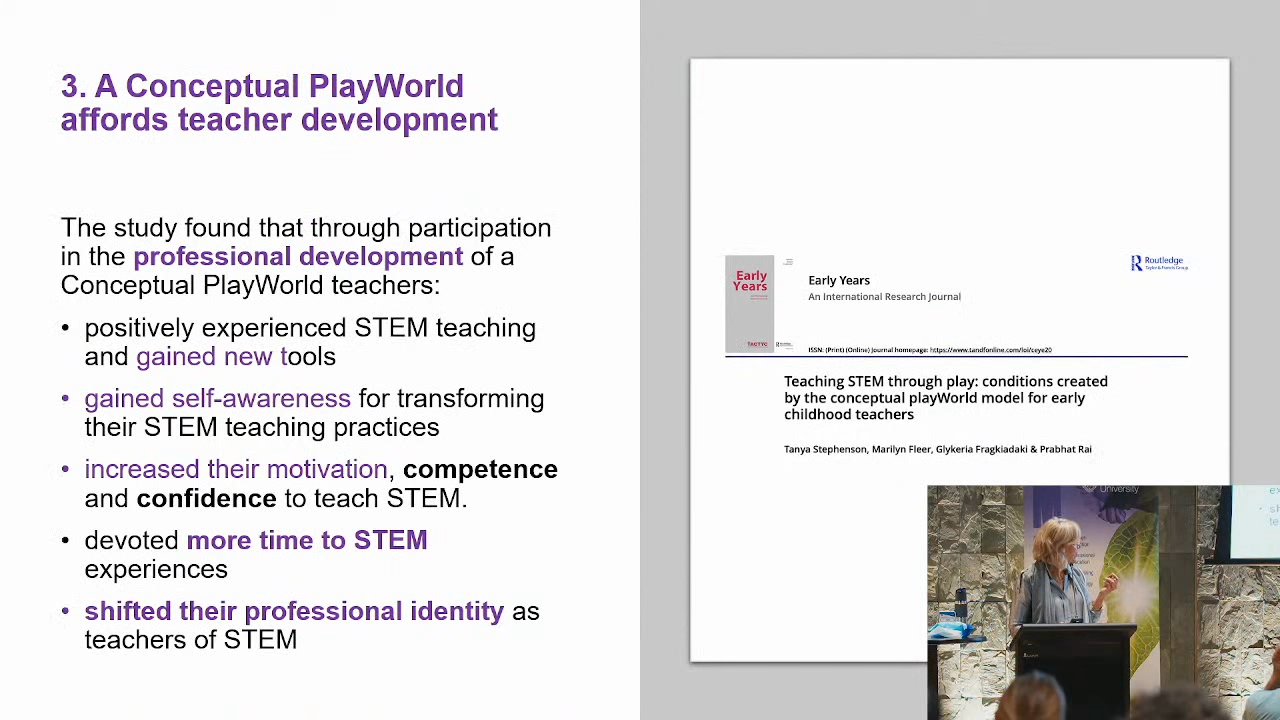 3. A Conceptual PlayWorld
affords teacher development
The study found that through participation
in the professional development of a
Conceptual PlayWorld teachers:
• positively experienced STEM teaching
and gained new tools
• gained self-awareness for transforming
their STEM teaching practices
• increased their motivation, competence
and confidence to teach STEM.
• devoted more time to STEM
experiences
• shifted their professional identity as
teachers of STEM
Early
Years
TACTYC
Early Years
An International Research Journal
Routledge
Taylor & Francis Group
ISSN: (Print) (Online) Journal homepage: https://www.tandfonline.com/loi/ceye20
Teaching STEM through play: conditions created
by the conceptual playWorld model for early
childhood teachers
Tanya Stephenson, Marilyn Fleer, Glykeria Fragkiadaki & Prabhat Rai
University